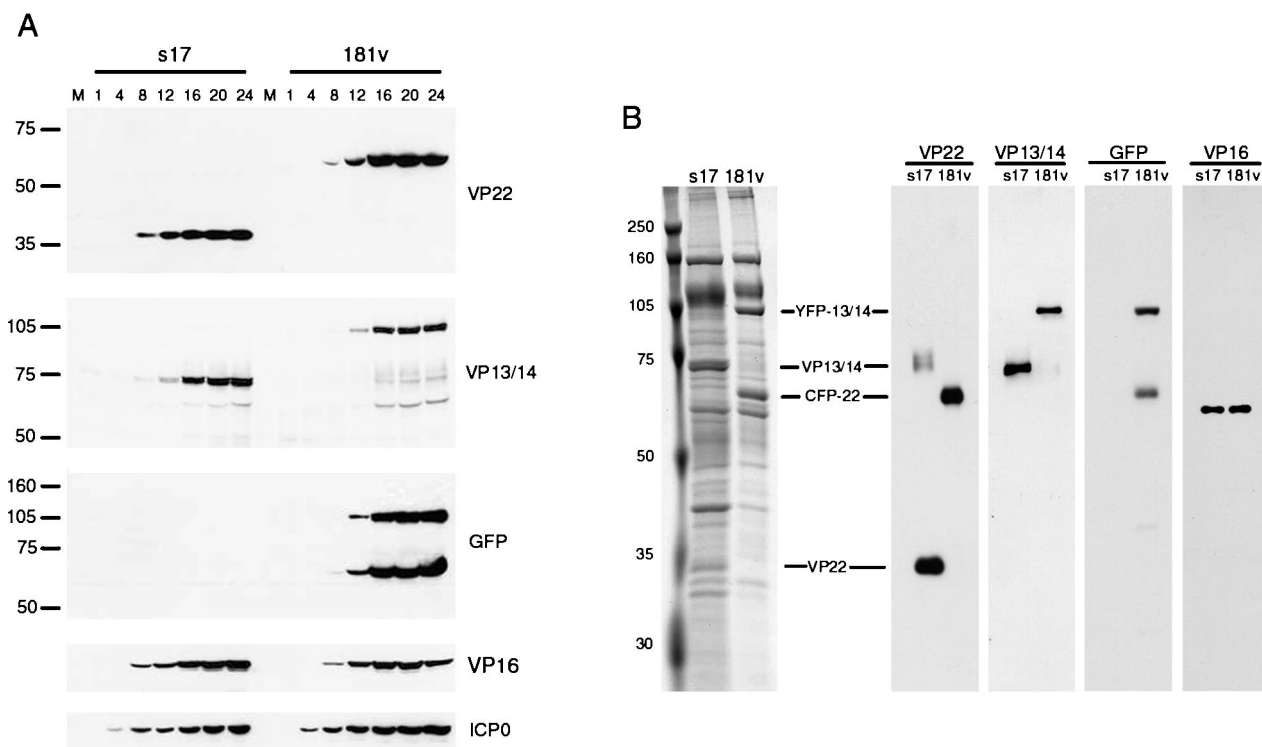 A
s17 181v
M 1 4 8 12 16 20 24 M 1 4 8 12 16 20 24
75
50
35
VP22
105
75
50
VP13/14
160
105
75
50
GFP
VP16
ICP0
B
s17 181v
250
160
105
75
50
35
30
YFP-13/14
VP13/14
CFP-22
VP22
VP22 VP13/14 GFP VP16
s17 181v s17 181v s17 181v s17 181v